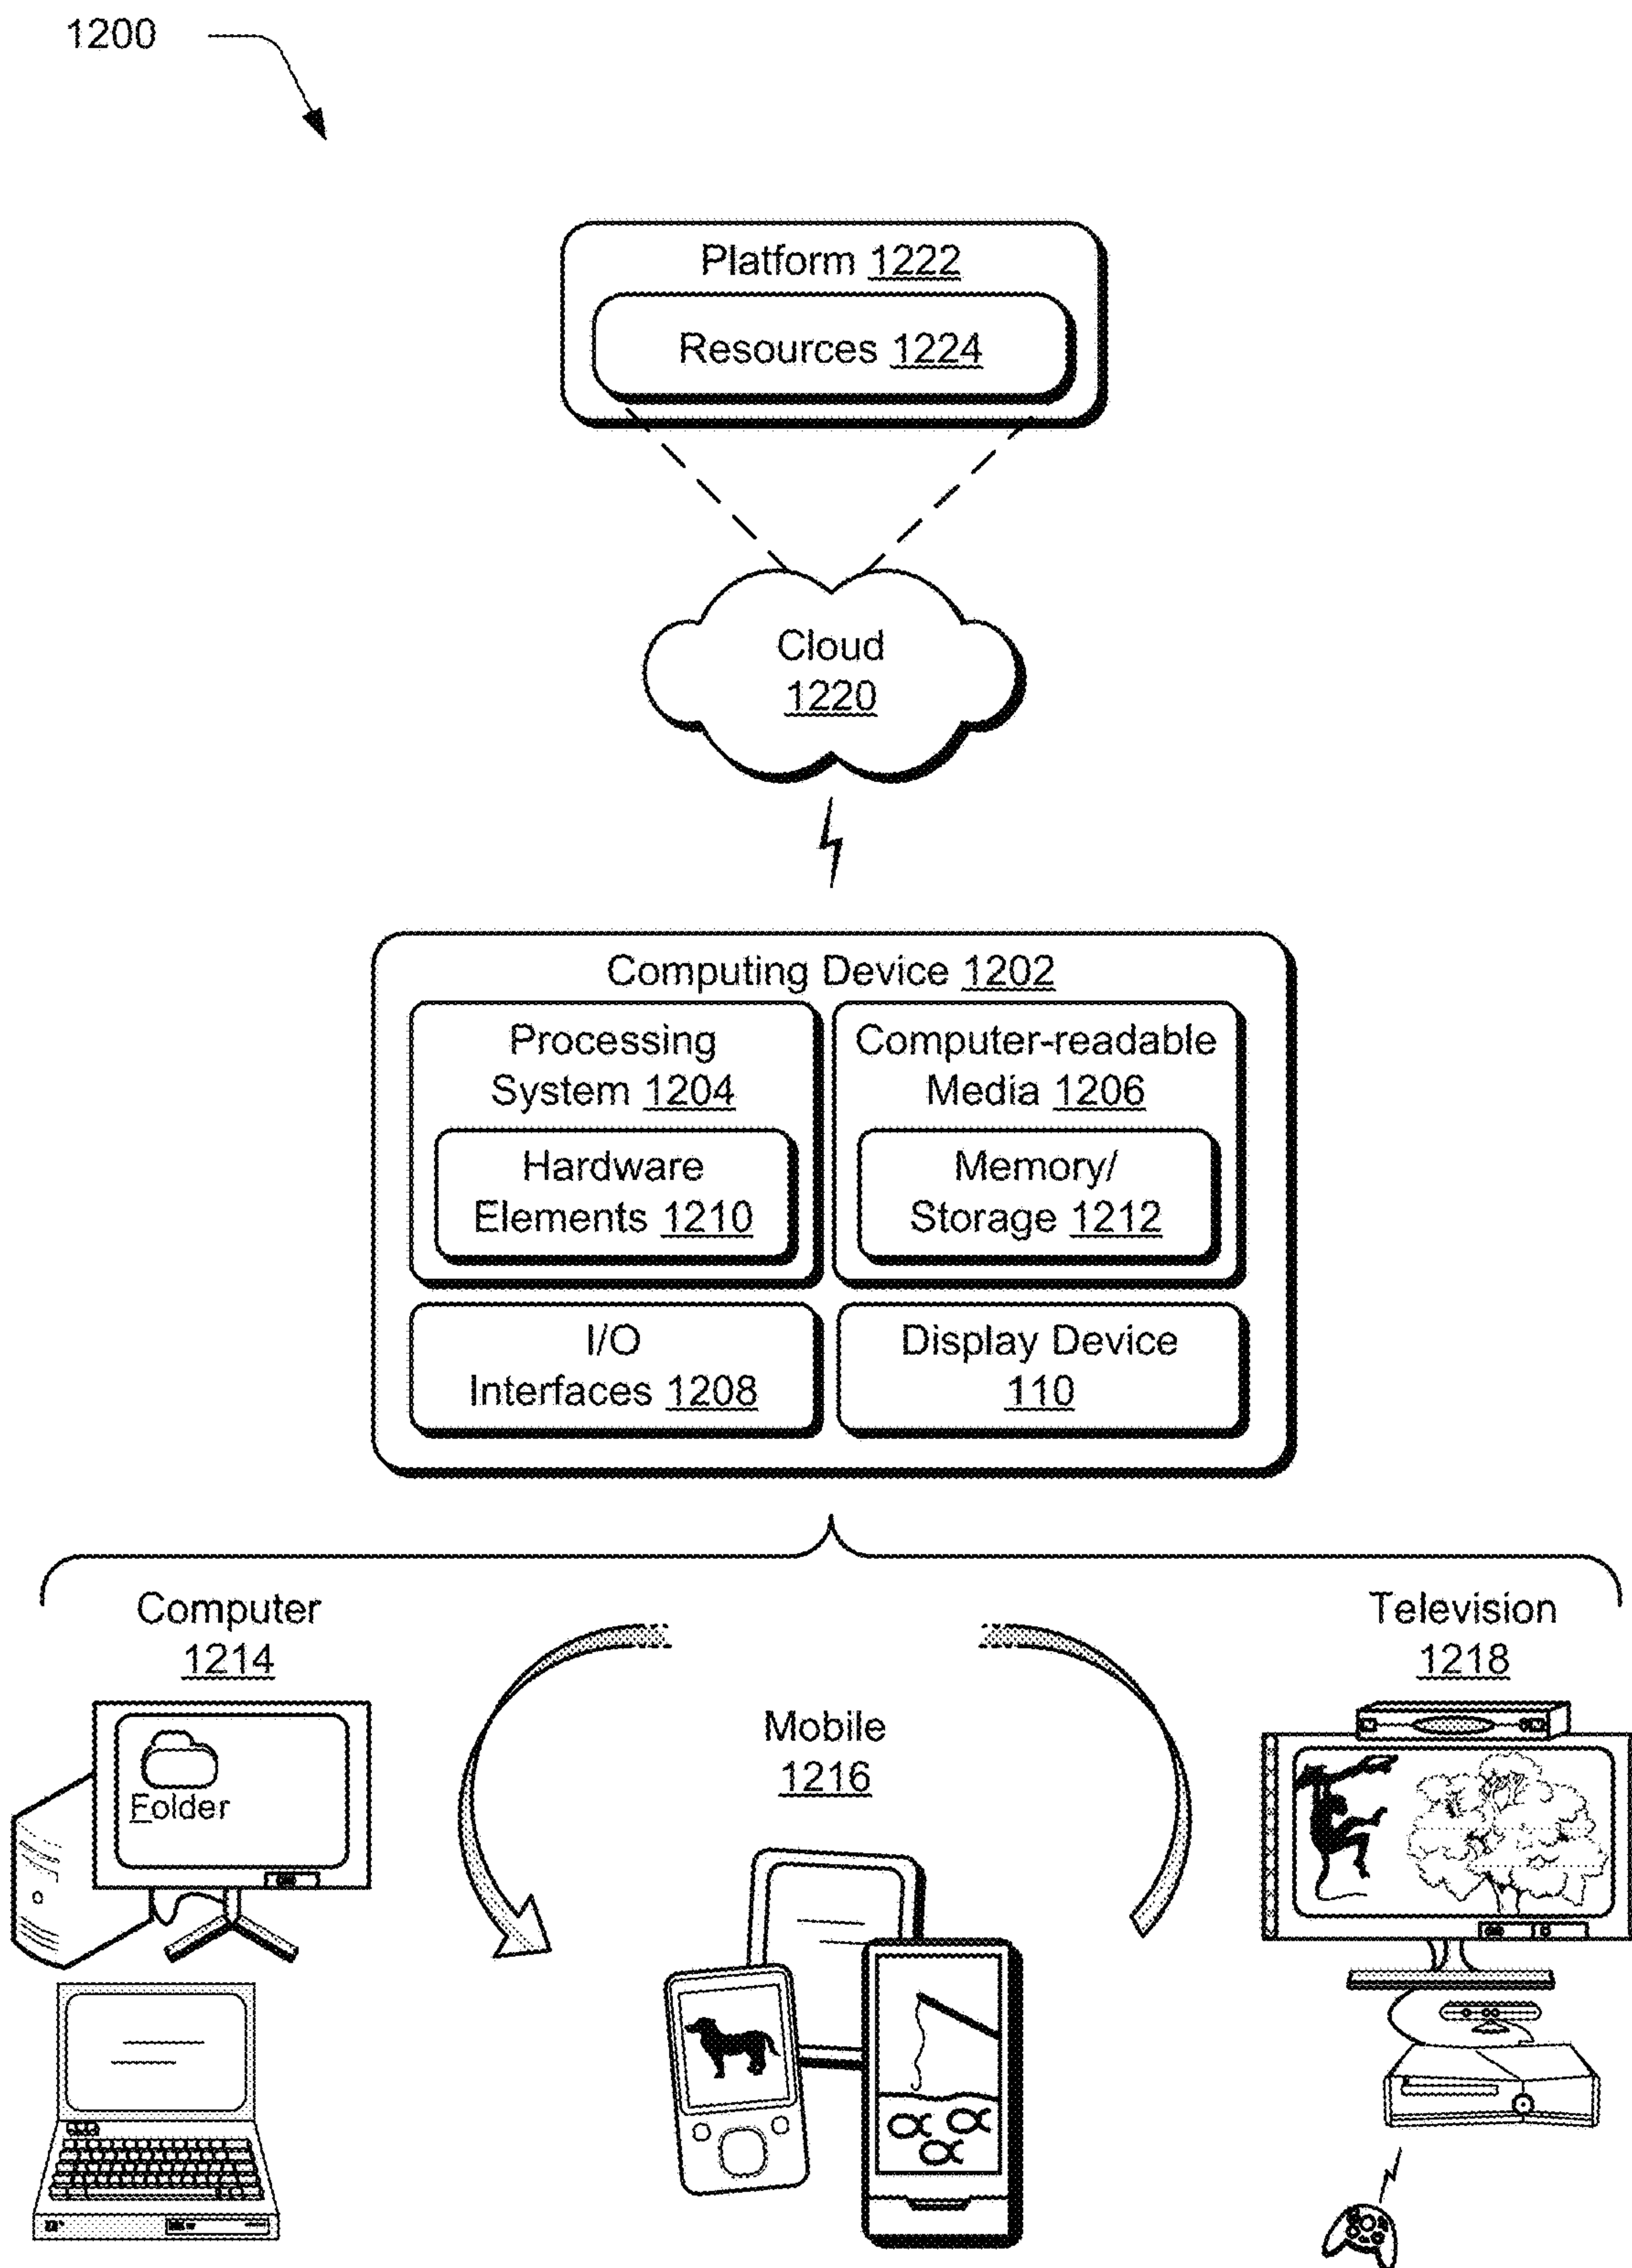 1200
Platform 1222
Resources 1224
Cloud
1220
Computing Device 1202
Processing
System 1204
Computer-readable
Media 1206
Hardware
Elements 1210
Memory/
Storage 1212
I/O
Interfaces 1208
Display Device
110
Computer
1214
Television
1218
Mobile
1216
Folder